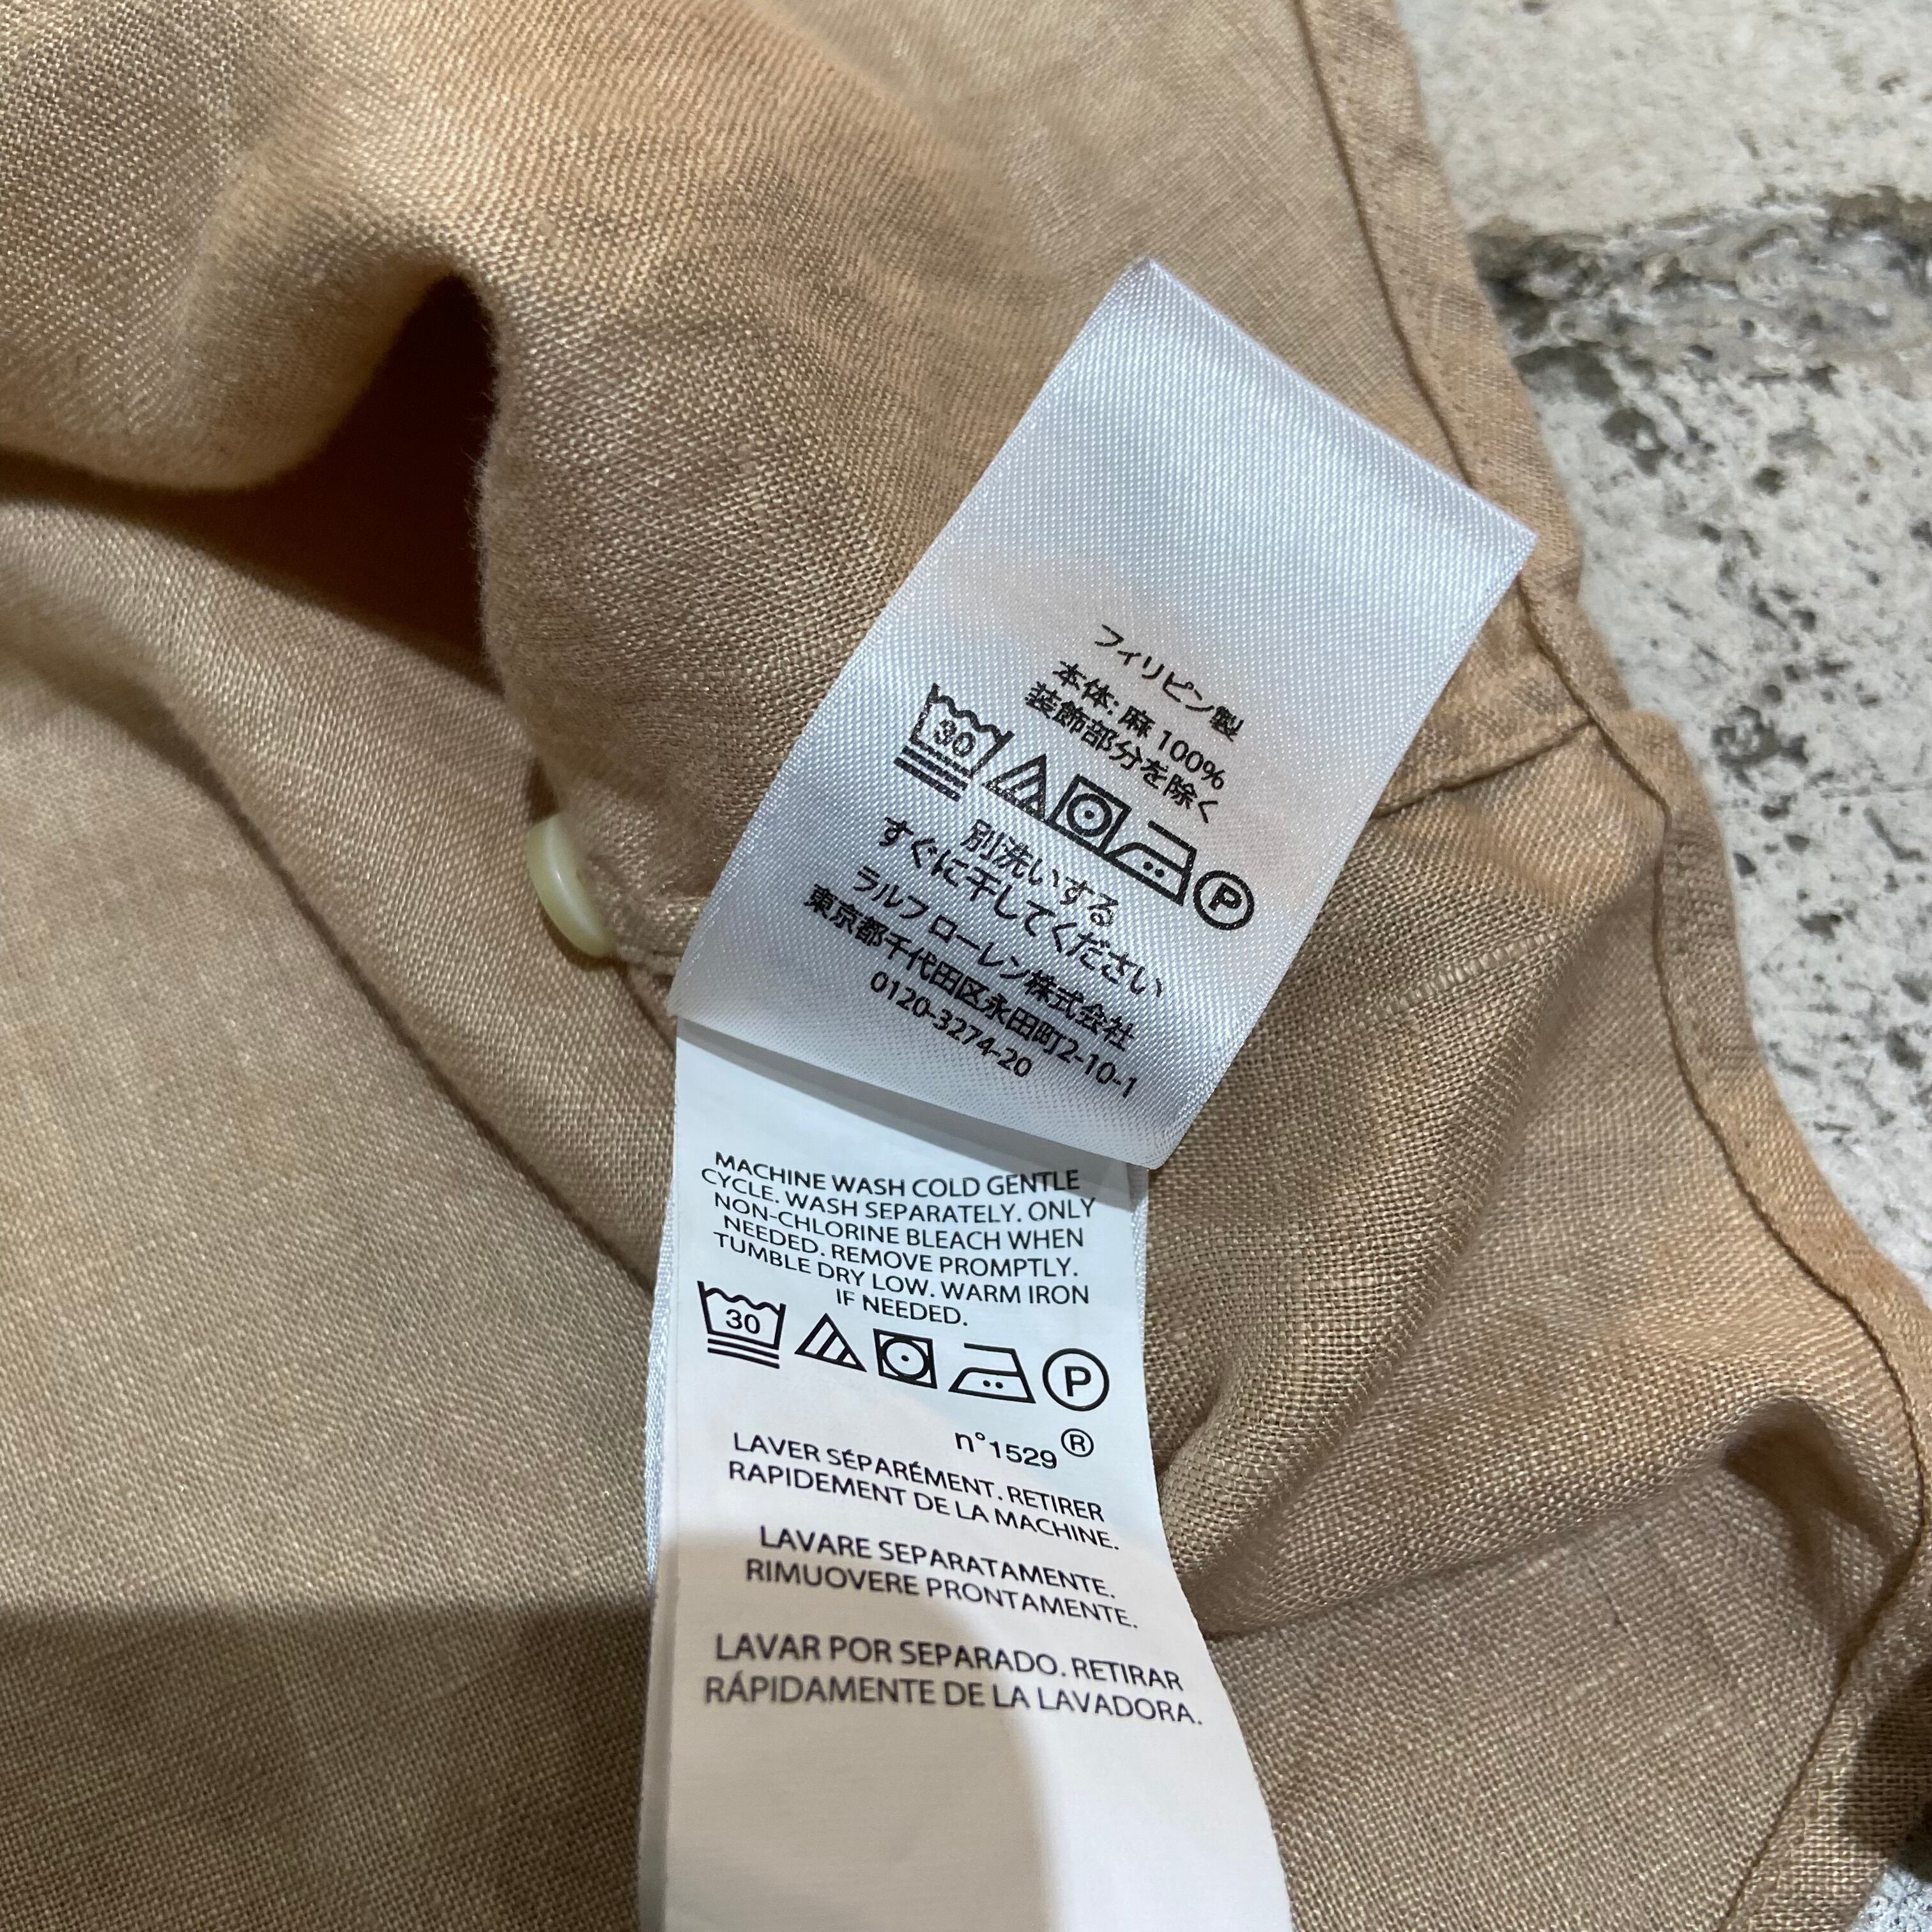 フィリピン製
本体: 麻 100%
装飾部分を除く
30
P
別洗いする
すぐに干してください
ラルフ ローレン株式会社
東京都千代田区永田町2-10-1
0120-3274-20
MACHINE WASH COLD GENTLE
CYCLE. WASH SEPARATELY. ONLY
NON-CHLORINE BLEACH WHEN
NEEDED. REMOVE PROMPTLY.
TUMBLE DRY LOW. WARM IRON
IF NEEDED.
30
P
n°1529 ®
LAVER SÉPARÉMENT. RETIRER
RAPIDEMENT DE LA MACHINE.
LAVARE SEPARATAMENTE.
RIMUOVERE PRONTAMENTE.
LAVAR POR SEPARADO. RETIRAR
RÁPIDAMENTE DE LA LAVADORA.